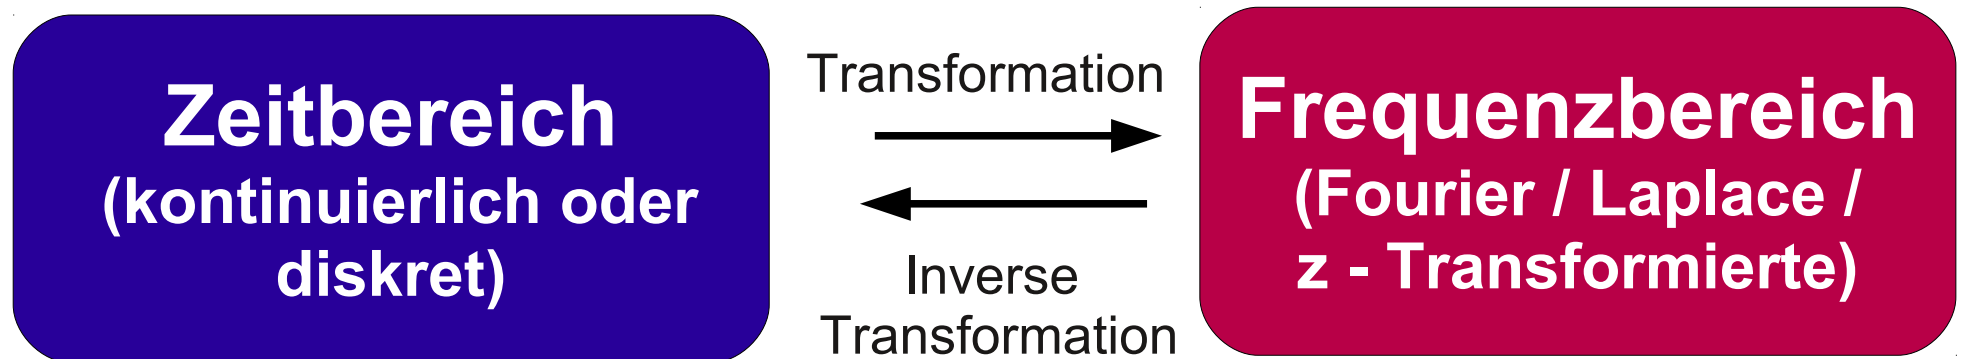 Zeitbereich
(kontinuierlich oder
diskret)
Transformation
Inverse
Transformation
Frequenzbereich
(Fourier / Laplace /
z - Transformierte)